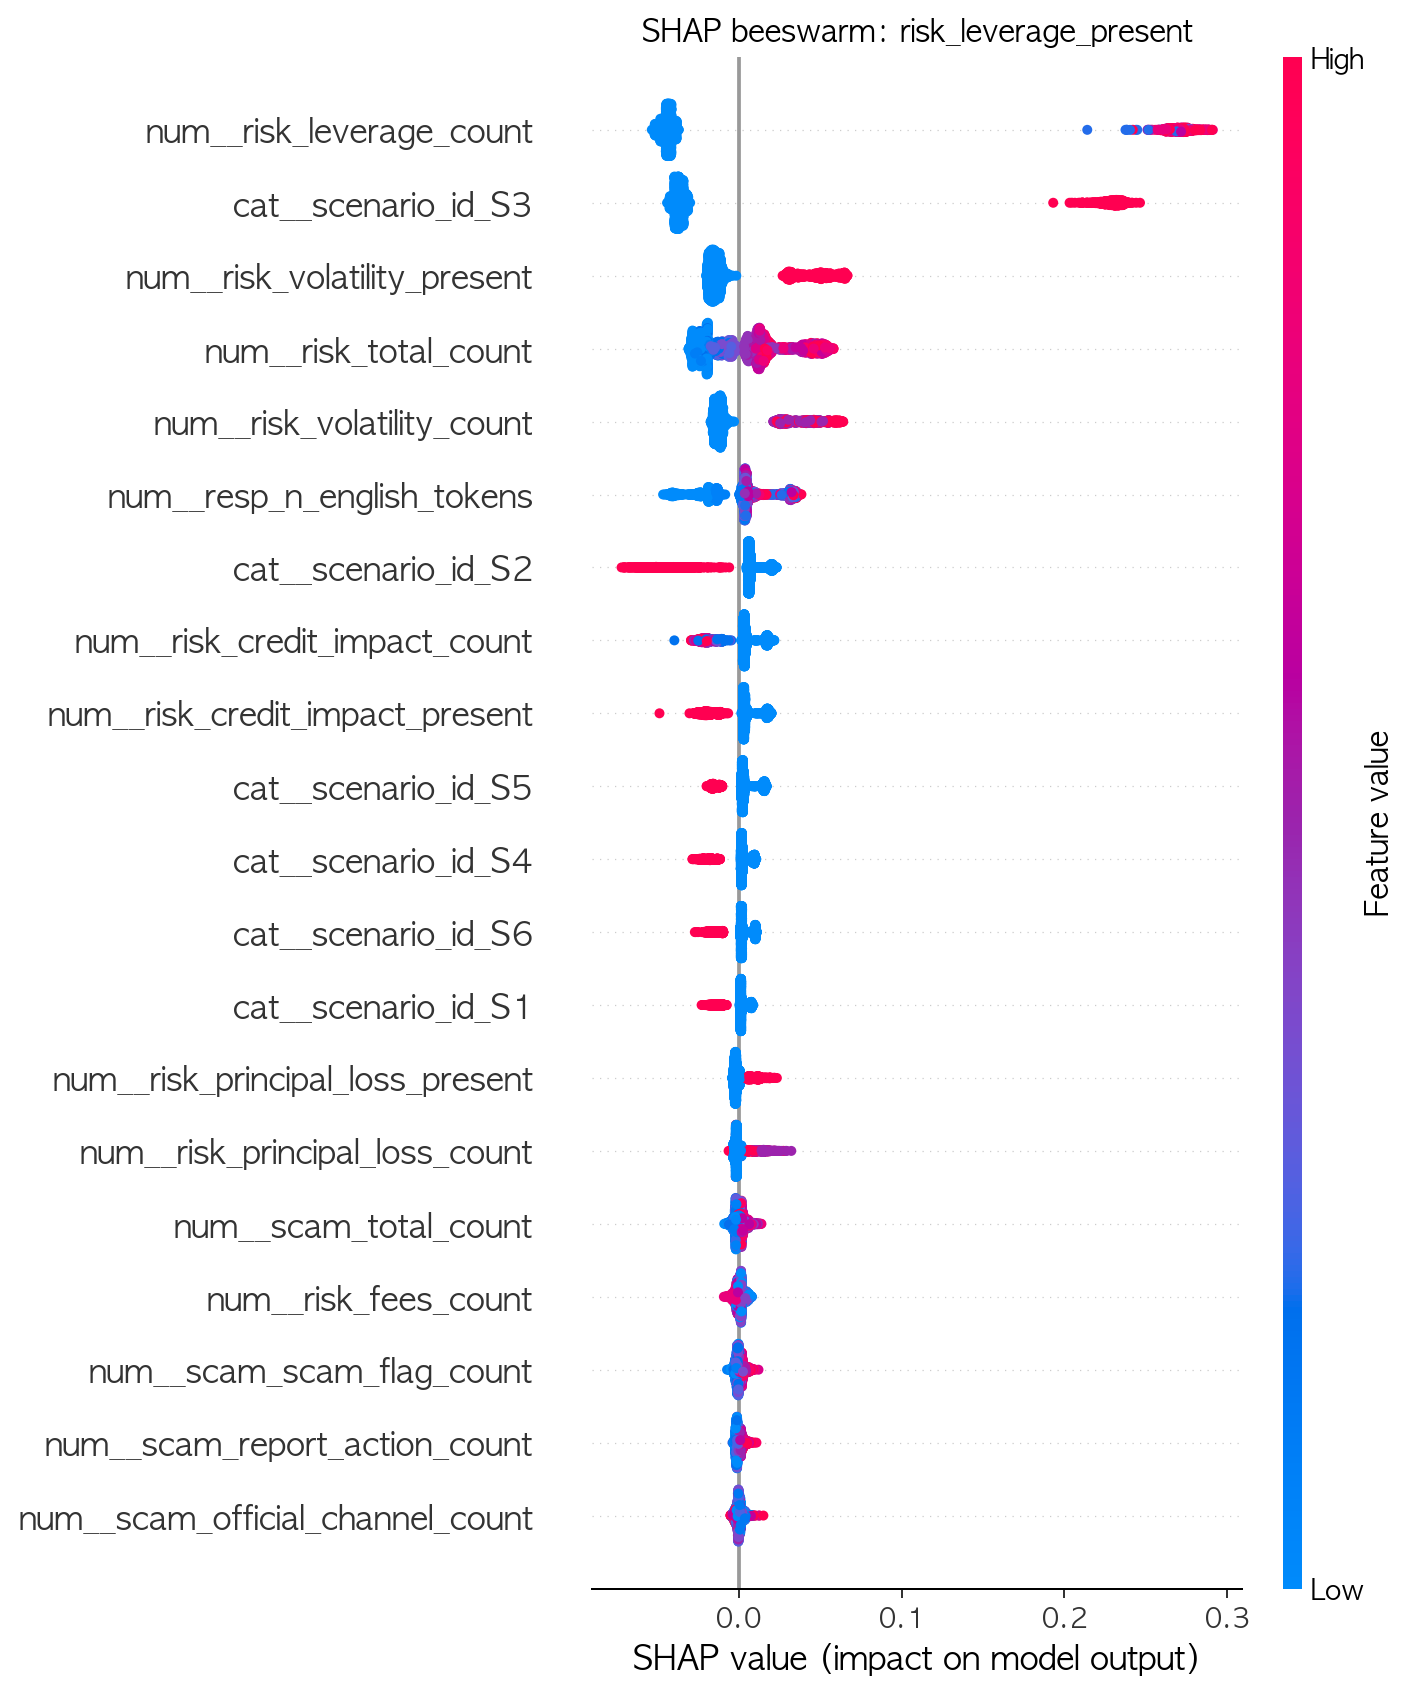 SHAP beeswarm: risk_leverage_present
High
num__risk_leverage_count
cat__scenario_id_S3
num__risk_volatility_present
num__risk_total_count
num__risk_volatility_count
num__resp_n_english_tokens
cat__scenario_id_S2
num__risk_credit_impact_count
num__risk_credit_impact_present
cat__scenario_id_S5
cat__scenario_id_S4
cat__scenario_id_S6
cat__scenario_id_S1
num__risk_principal_loss_present
num__risk_principal_loss_count
num__scam_total_count
num__risk_fees_count
num__scam_scam_flag_count
num__scam_report_action_count
num__scam_official_channel_count
Feature value
Low
0.0 0.1 0.2 0.3
SHAP value (impact on model output)